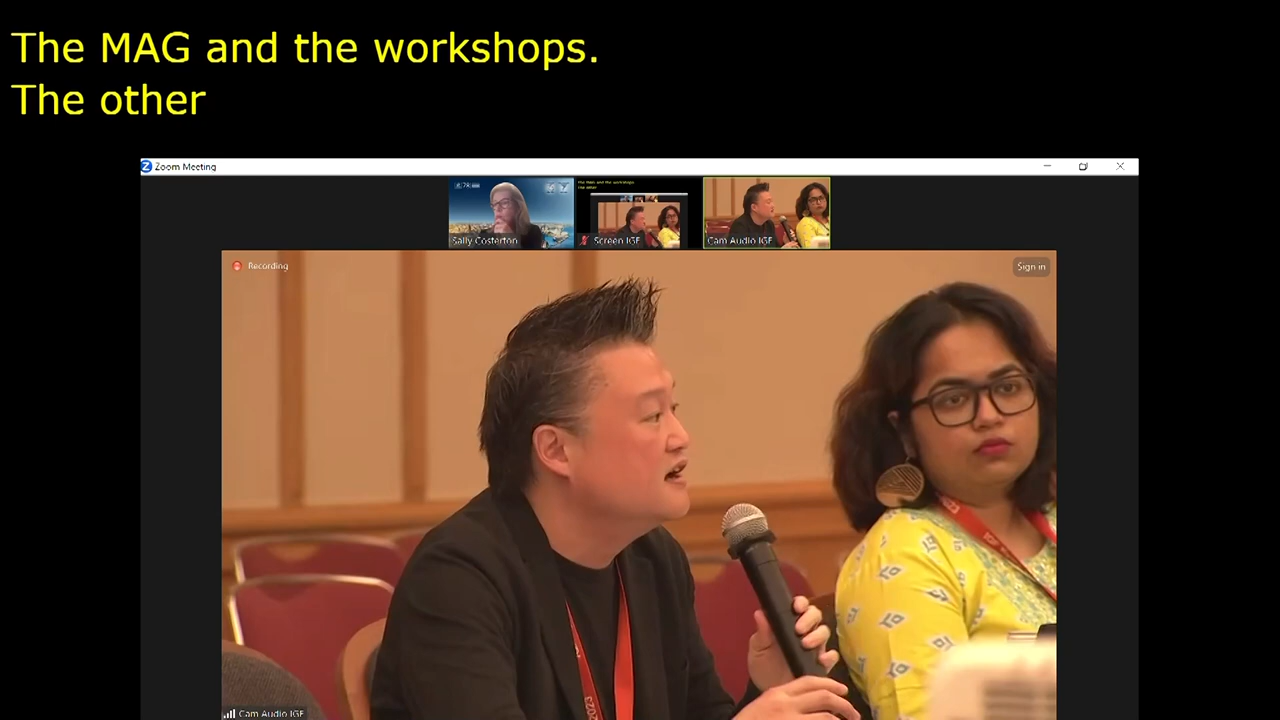 The MAG and the workshops.
The other
Zoom Meeting
Sally Costerton
Screen IGF
Cam Audio IGF
Recording
Sign in
2023
Cam Audio IGF